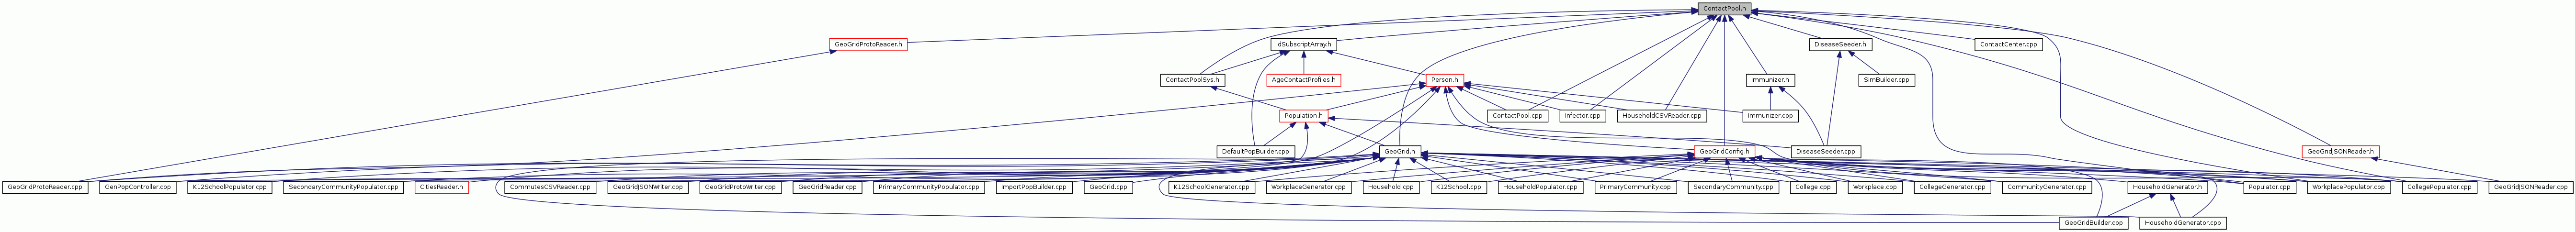 ContactPool.h
GeoGridProtoReader.h
IdSubscriptArray.h
DiseaseSeeder.h
ContactCenter.cpp
ContactPoolSys.h
AgeContactProfiles.h
Person.h
Immunizer.h
SimBuilder.cpp
Population.h
ContactPool.cpp
Infector.cpp
HouseholdCSVReader.cpp
Immunizer.cpp
DefaultPopBuilder.cpp
GeoGrid.h
GeoGridConfig.h
DiseaseSeeder.cpp
GeoGridJSONReader.h
GeoGridProtoReader.cpp
GenPopController.cpp
K12SchoolPopulator.cpp
SecondaryCommunityPopulator.cpp
CitiesReader.h
CommutesCSVReader.cpp
GeoGridJSONWriter.cpp
GeoGridProtoWriter.cpp
GeoGridReader.cpp
PrimaryCommunityPopulator.cpp
ImportPopBuilder.cpp
GeoGrid.cpp
K12SchoolGenerator.cpp
WorkplaceGenerator.cpp
Household.cpp
K12School.cpp
HouseholdPopulator.cpp
PrimaryCommunity.cpp
SecondaryCommunity.cpp
College.cpp
Workplace.cpp
CollegeGenerator.cpp
CommunityGenerator.cpp
HouseholdGenerator.h
Populator.cpp
WorkplacePopulator.cpp
CollegePopulator.cpp
GeoGridJSONReader.cpp
GeoGridBuilder.cpp
HouseholdGenerator.cpp